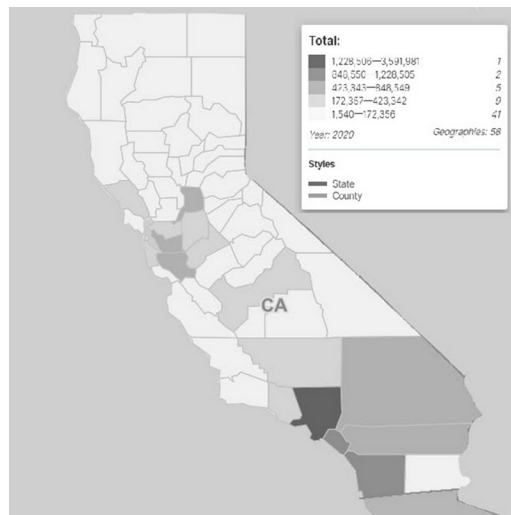 Total:
1,228,506—3,591,981 1
848,550—1,228,505 2
423,343—848,549 5
172,357—423,342 9
1,540—172,356 41
Year: 2020 Geographies: 58
Styles
State
County
CA